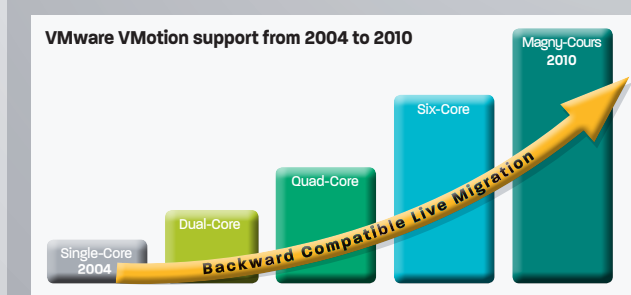 VMware VMotion support from 2004 to 2010
Magny-Cours
2010
Six-Core
Quad-Core
Dual-Core
Single-Core
2004
Backward Compatible Live Migration